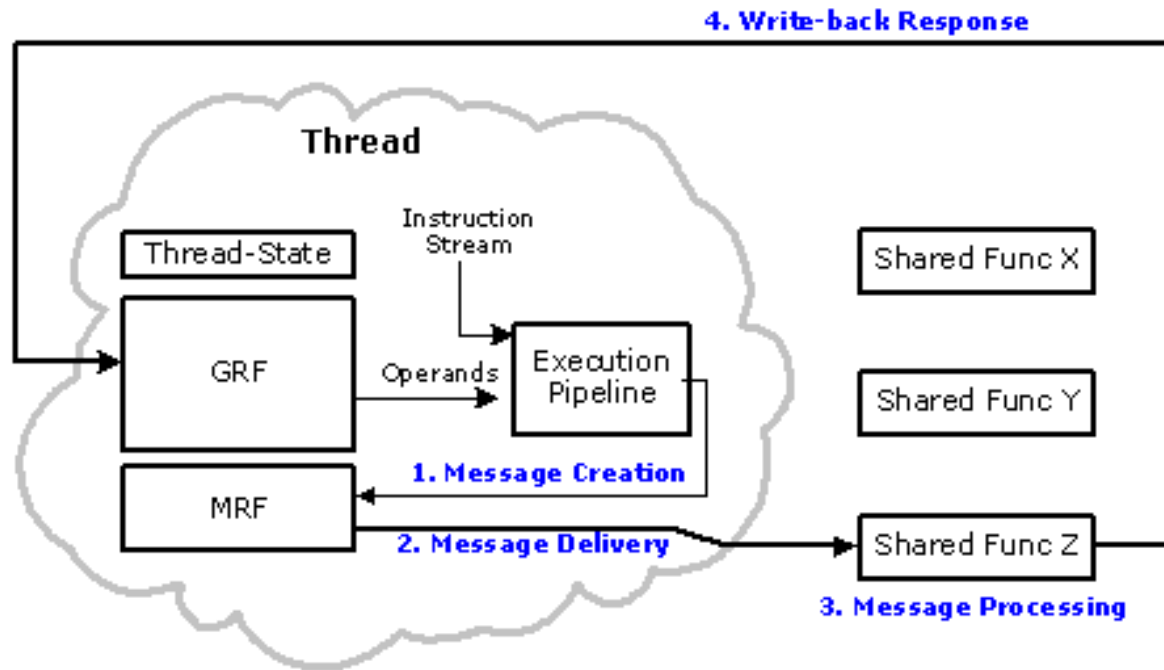 4. Write-back Response
Thread
Instruction
Stream
Thread-State
Shared Func X
GRF
Operands
Execution
Pipeline
Shared Func Y
1. Message Creation
MRF
2. Message Delivery
Shared Func Z
3. Message Processing